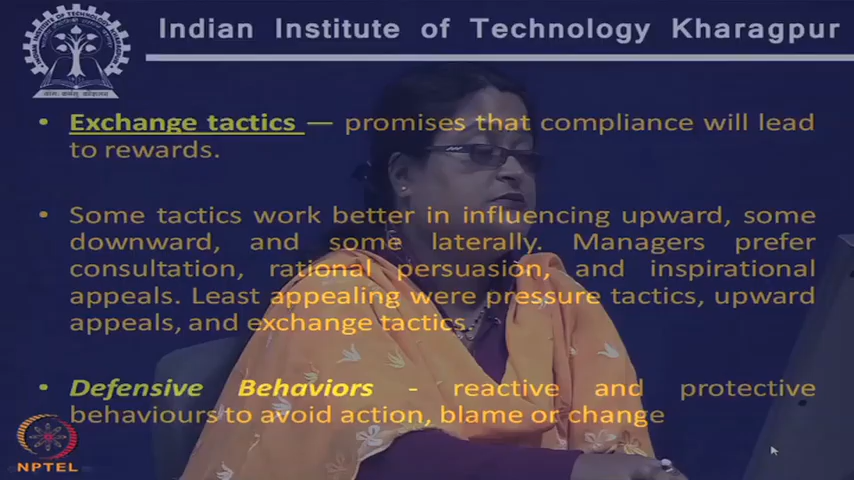 Indian Institute of Technology Kharagpur
• Exchange tactics — promises that compliance will lead
to rewards.
• Some tactics work better in influencing upward, some
downward, and some laterally. Managers prefer
consultation, rational persuasion, and inspirational
appeals. Least appealing were pressure tactics, upward
appeals, and exchange tactics.
• Defensive Behaviors - reactive and protective
behaviours to avoid action, blame or change
NPTEL